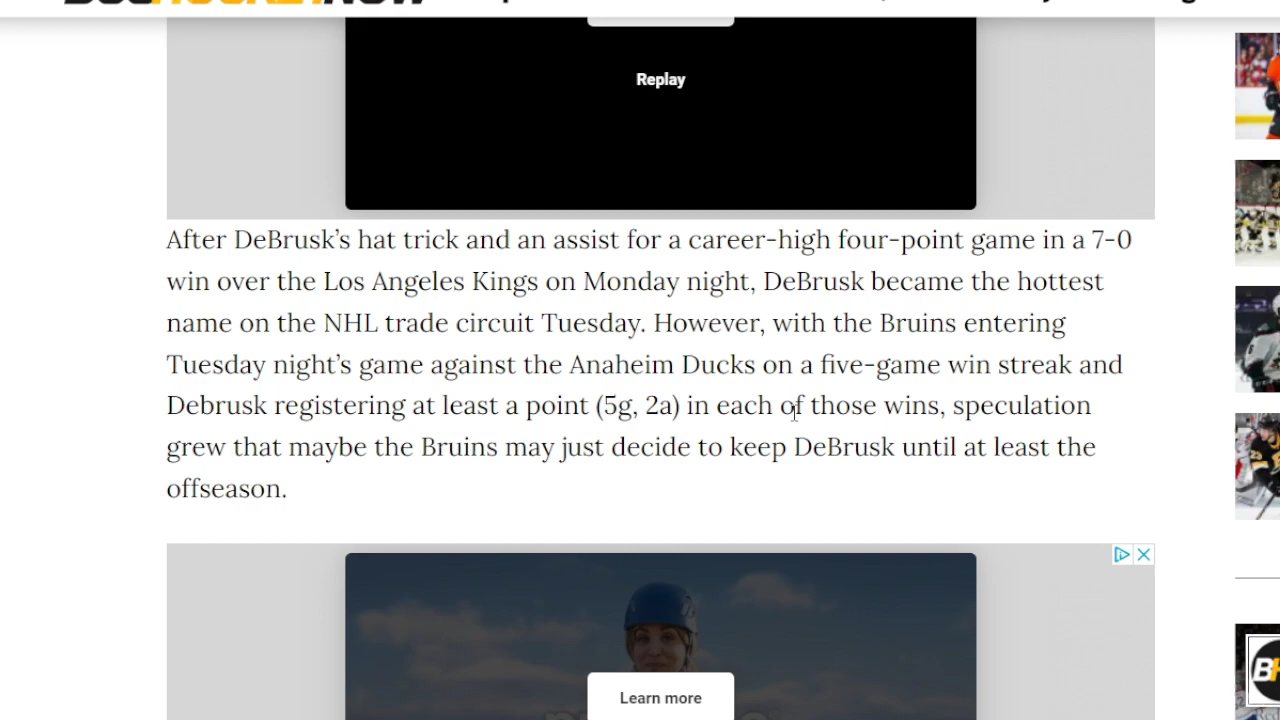 Replay
After DeBrusk’s hat trick and an assist for a career-high four-point game in a 7-0
win over the Los Angeles Kings on Monday night, DeBrusk became the hottest
name on the NHL trade circuit Tuesday. However, with the Bruins entering
Tuesday night’s game against the Anaheim Ducks on a five-game win streak and
Debrusk registering at least a point (5g, 2a) in each of those wins, speculation
grew that maybe the Bruins may just decide to keep DeBrusk until at least the
offseason.
Learn more